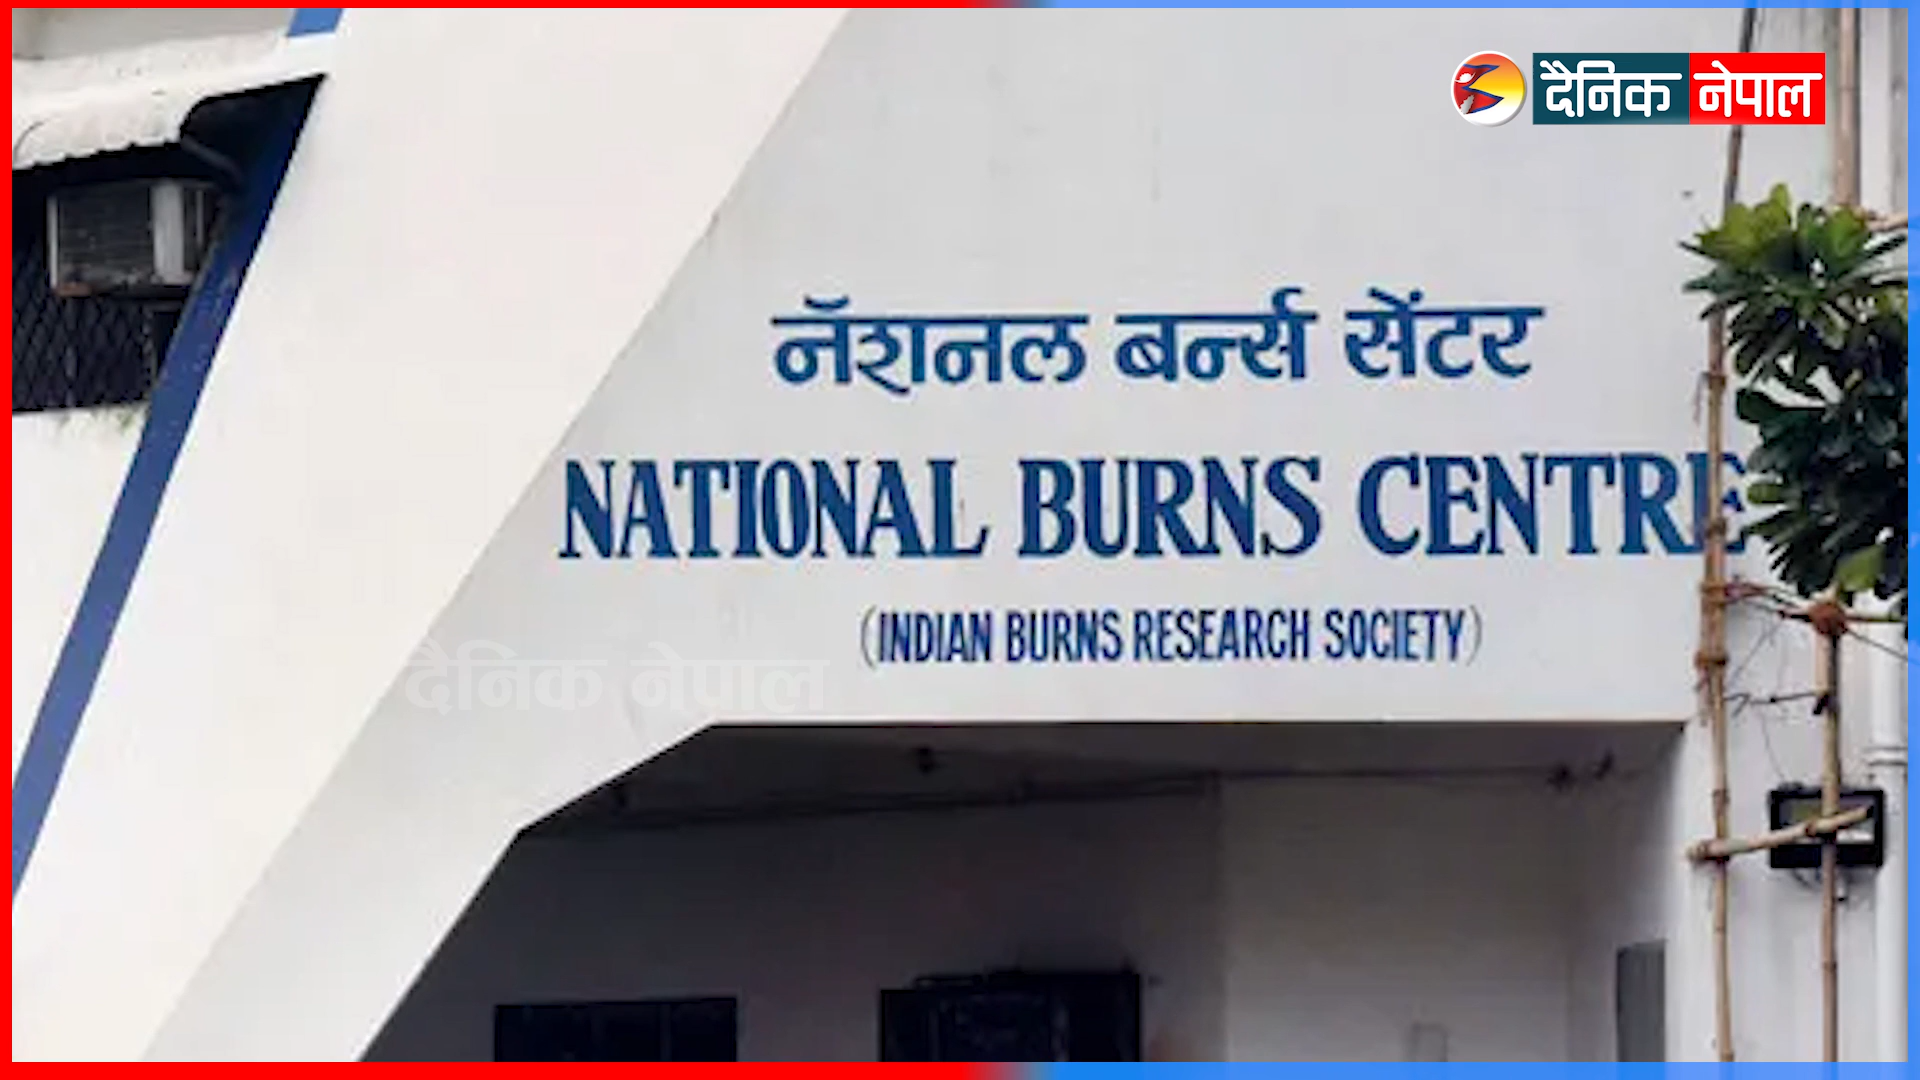 दैनिक नेपाल
नॅशनल बर्न्स सेंटर
NATIONAL BURNS CENTRE
(INDIAN BURNS RESEARCH SOCIETY)
दैनिक नेपाल